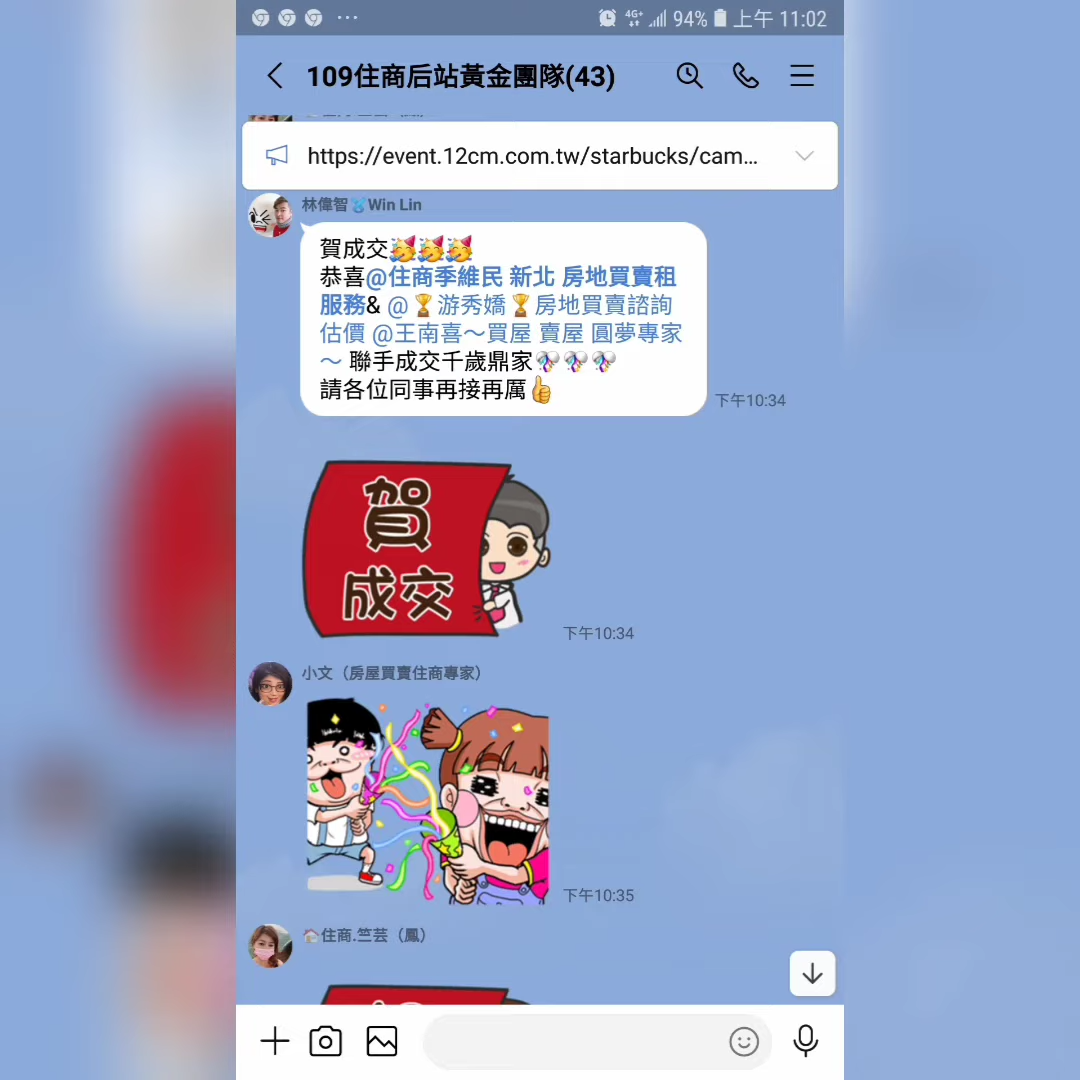 4G+ 94% 上午 11:02
109住商后站黃金團隊(43)
https://event.12cm.com.tw/starbucks/cam...
林偉智🥈Win Lin
賀成交🥳🥳🥳
恭喜@住商季維民 新北 房地買賣租
服務& @🏆游秀嬌🏆房地買賣諮詢
估價 @王南喜～買屋 賣屋 圓夢專家
～ 聯手成交千歲鼎家🎊🎊🎊
請各位同事再接再厲👍
下午10:34
賀
成交
下午10:34
小文（房屋買賣住商專家）
下午10:35
🏠住商.竺芸（鳳）